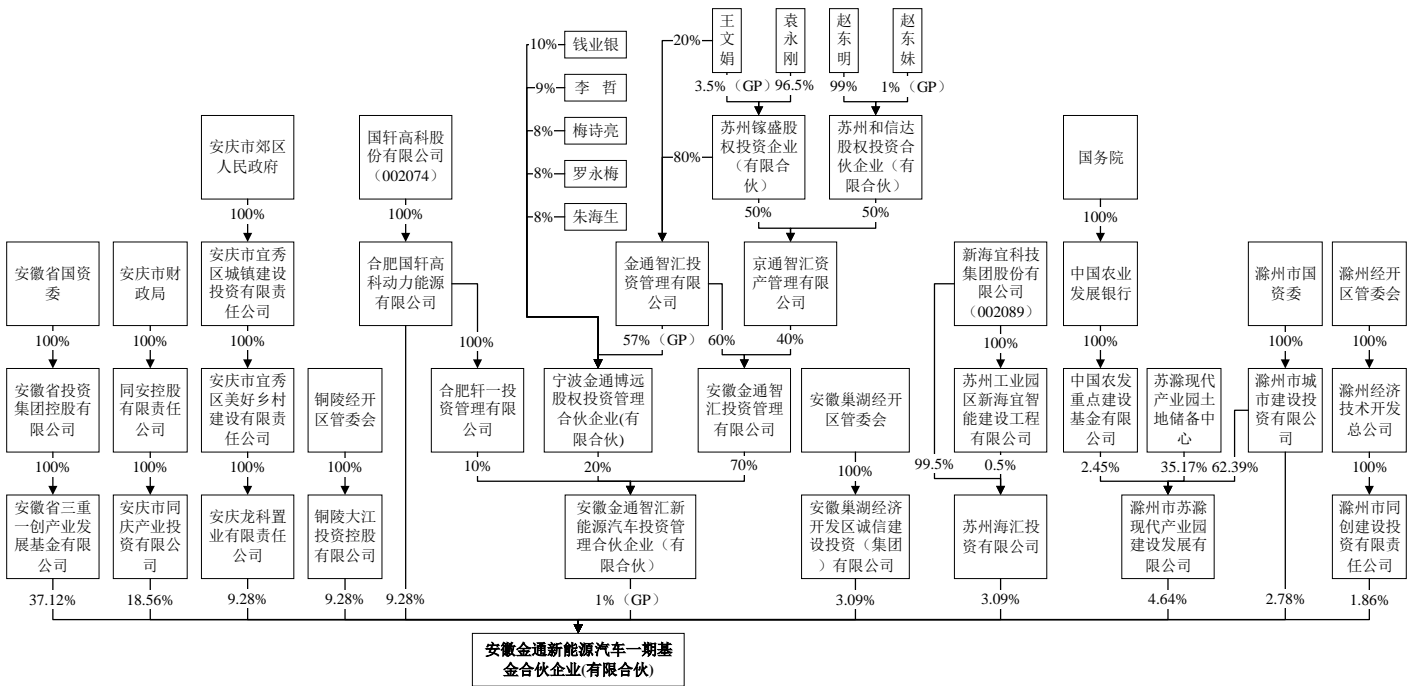 王
文
娟
袁
永
刚
赵
东
明
赵
东
妹
10%
钱业银
20%
9%
李 哲
3.5%（GP）
96.5%
99%
1%（GP）
8%
梅诗亮
8%
罗永梅
8%
朱海生
80%
安庆市郊区
人民政府
国轩高科股
份有限公司
（002074）
苏州镓盛股
权投资企业
（有限合
伙）
苏州和信达
股权投资合
伙企业（有
限合伙）
国务院
100%
100%
50%
50%
100%
安徽省国资
委
安庆市财
政局
安庆市宜秀
区城镇建设
投资有限责
任公司
合肥国轩高
科动力能源
有限公司
金通智汇投
资管理有限
公司
京通智汇资
产管理有限
公司
新海宜科技
集团股份有
限公司
（002089）
中国农业
发展银行
滁州市国
资委
滁州经开
区管委会
100%
100%
100%
100%
57%（GP）
60%
40%
100%
100%
100%
100%
安徽省投资
集团控股有
限公司
同安控股有
限责任公司
安庆市宜秀
区美好乡村
建设有限责
任公司
铜陵经开
区管委会
合肥轩一投
资管理有限
公司
宁波金通博远
股权投资管理
合伙企业(有
限合伙)
安徽金通智
汇投资管理
有限公司
安徽巢湖经开
区管委会
苏州工业园
区新海宜智
能建设工程
有限公司
中国农发
重点建设
基金有限
公司
苏滁现代
产业园土
地储备中
心
滁州市城
市建设投
资有限公
司
滁州经济
技术开发
总公司
100%
100%
100%
100%
10%
20%
70%
100%
99.5%
0.5%
2.45%
35.17%
62.39%
100%
安徽省三重
一创产业发
展基金有限
公司
安庆市同
庆产业投
资有限公
司
安庆龙科置
业有限责任
公司
铜陵大江
投资控股
有限公司
安徽金通智汇新
能源汽车投资管
理合伙企业（有
限合伙）
安徽巢湖经济
开发区诚信建
设投资（集团
）有限公司
苏州海汇投
资有限公司
滁州市苏滁
现代产业园
建设发展有
限公司
滁州市同
创建设投
资有限责
任公司
37.12%
18.56%
9.28%
9.28%
9.28%
1%（GP）
3.09%
3.09%
4.64%
2.78%
1.86%
安徽金通新能源汽车一期基
金合伙企业(有限合伙)